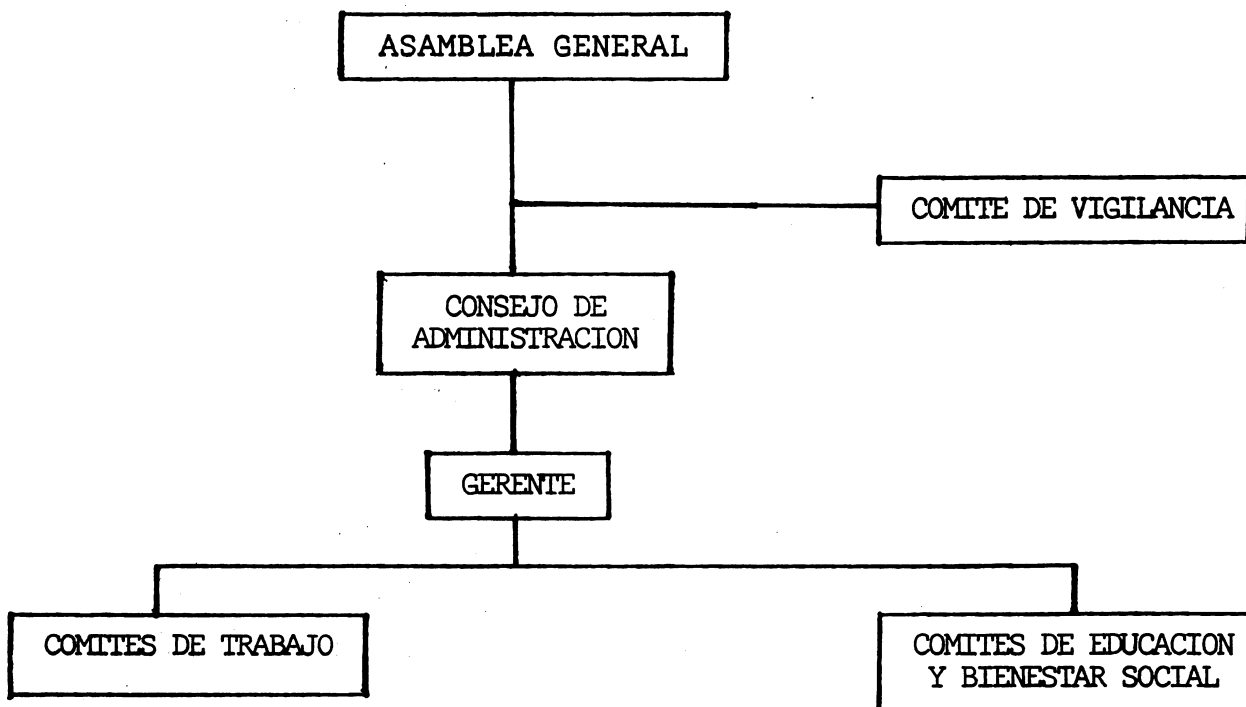 ASAMBLEA GENERAL
COMITE DE VIGILANCIA
CONSEJO DE
ADMINISTRACION
GERENTE
COMITES DE TRABAJO
COMITES DE EDUCACION
Y BIENESTAR SOCIAL